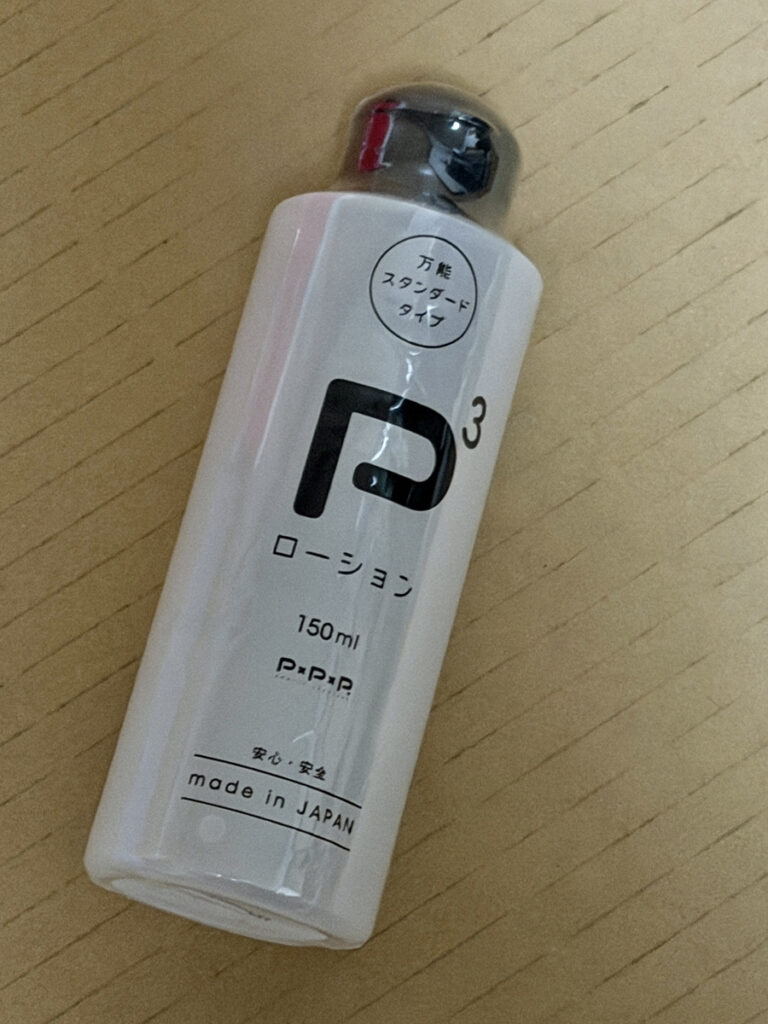 万能
スタンダード
タイプ
P³
ローション
150ml
P×P×P
安心・安全
made in JAPAN